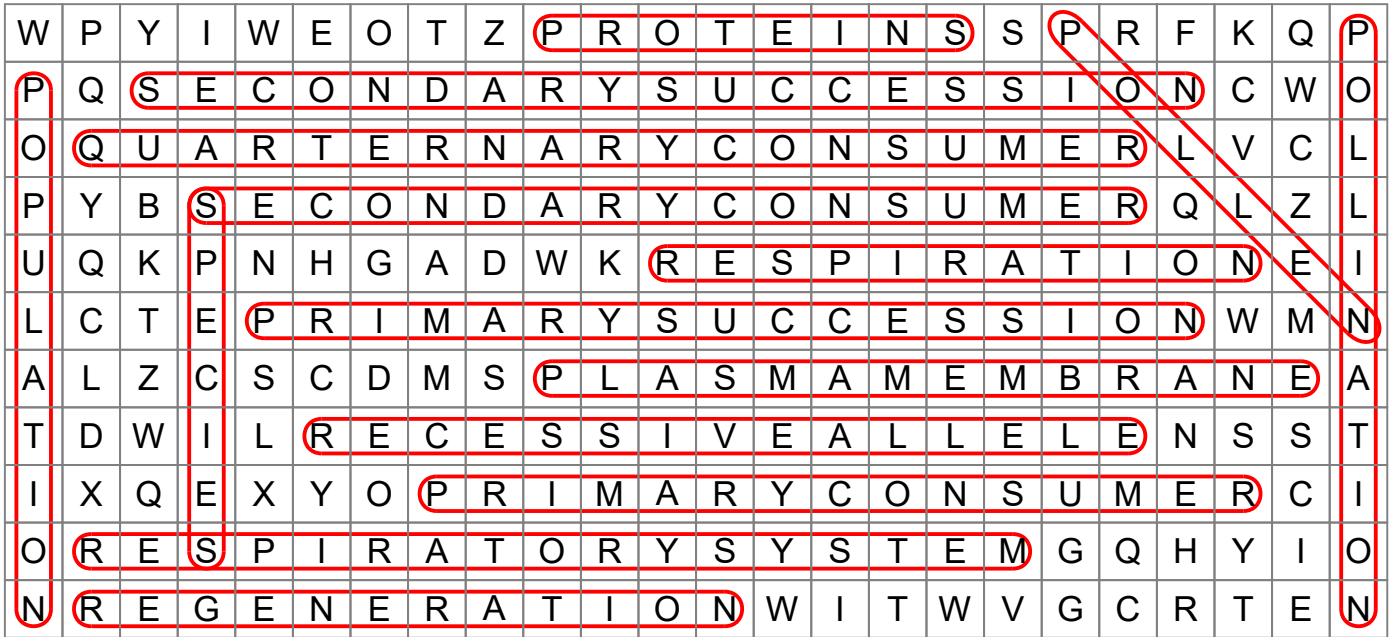 W P Y I W E O T Z P R O T E I N S S P R F K Q P
P Q S E C O N D A R Y S U C C E S S I O N C W O
O Q U A R T E R N A R Y C O N S U M E R L V C L
P Y B S E C O N D A R Y C O N S U M E R Q L Z L
U Q K P N H G A D W K R E S P I R A T I O N E I
L C T E P R I M A R Y S U C C E S S I O N W M N
A L Z C S C D M S P L A S M A M E M B R A N E A
T D W I L R E C E S S I V E A L L E L E N S S T
I X Q E X Y O P R I M A R Y C O N S U M E R C I
O R E S P I R A T O R Y S Y S T E M G Q H Y I O
N R E G E N E R A T I O N W I T W V G C R T E N